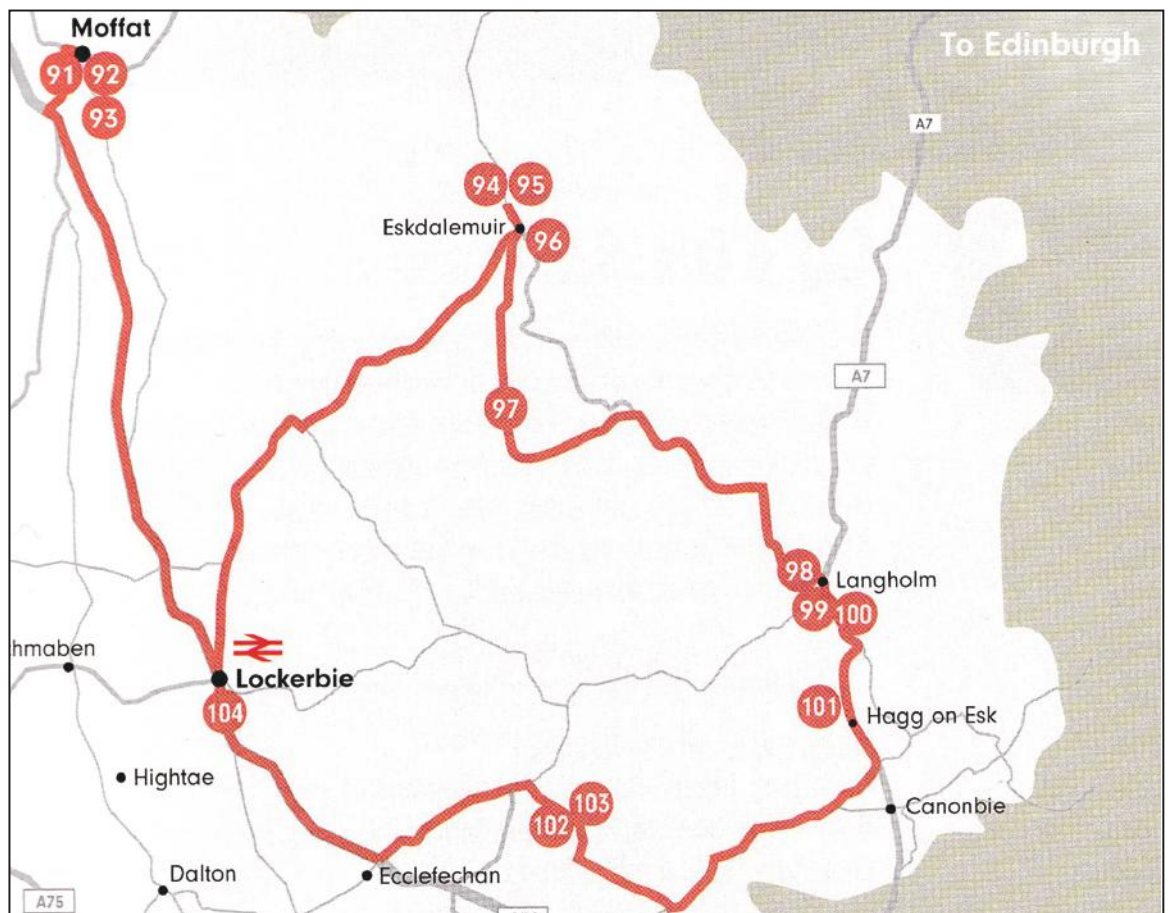 Moffat
To Edinburgh
91
92
93
A7
94
95
Eskdalemuir
96
A7
97
98
Langholm
99
100
hmaben
Lockerbie
101
Hagg on Esk
104
Hightae
103
102
Canonbie
Dalton
Ecclefechan
A75